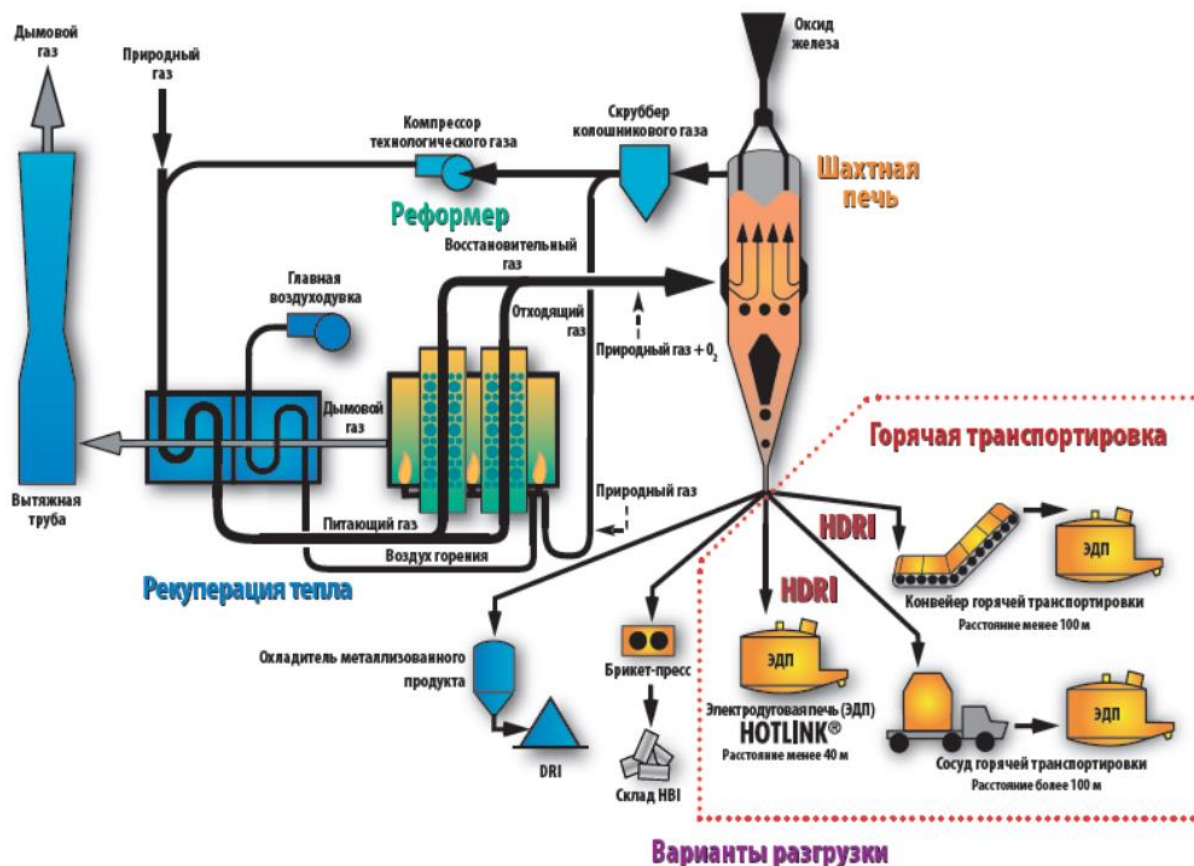 Дымовой
газ
Природный
газ
Оксид
железа
Компрессор
технологического газа
Скруббер
колошникового газа
Шахтная
печь
Реформер
Восстановительный
газ
Главная
воздуходувка
Отходящий
газ
Природный газ + O₂
Дымовой
газ
Вытяжная
труба
Горячая транспортировка
Природный газ
Питающий газ
Воздух горения
Рекуперация тепла
HDRI
ЭДП
HDRI
Конвейер горячей транспортировки
Расстояние менее 100 м
Охладитель металлизованного
продукта
Брикет-пресс
ЭДП
Электродуговая печь (ЭДП)
HOTLINK®
Расстояние менее 40 м
ЭДП
Сосуд горячей транспортировки
Расстояние более 100 м
DRI
Склад HBI
Варианты разгрузки